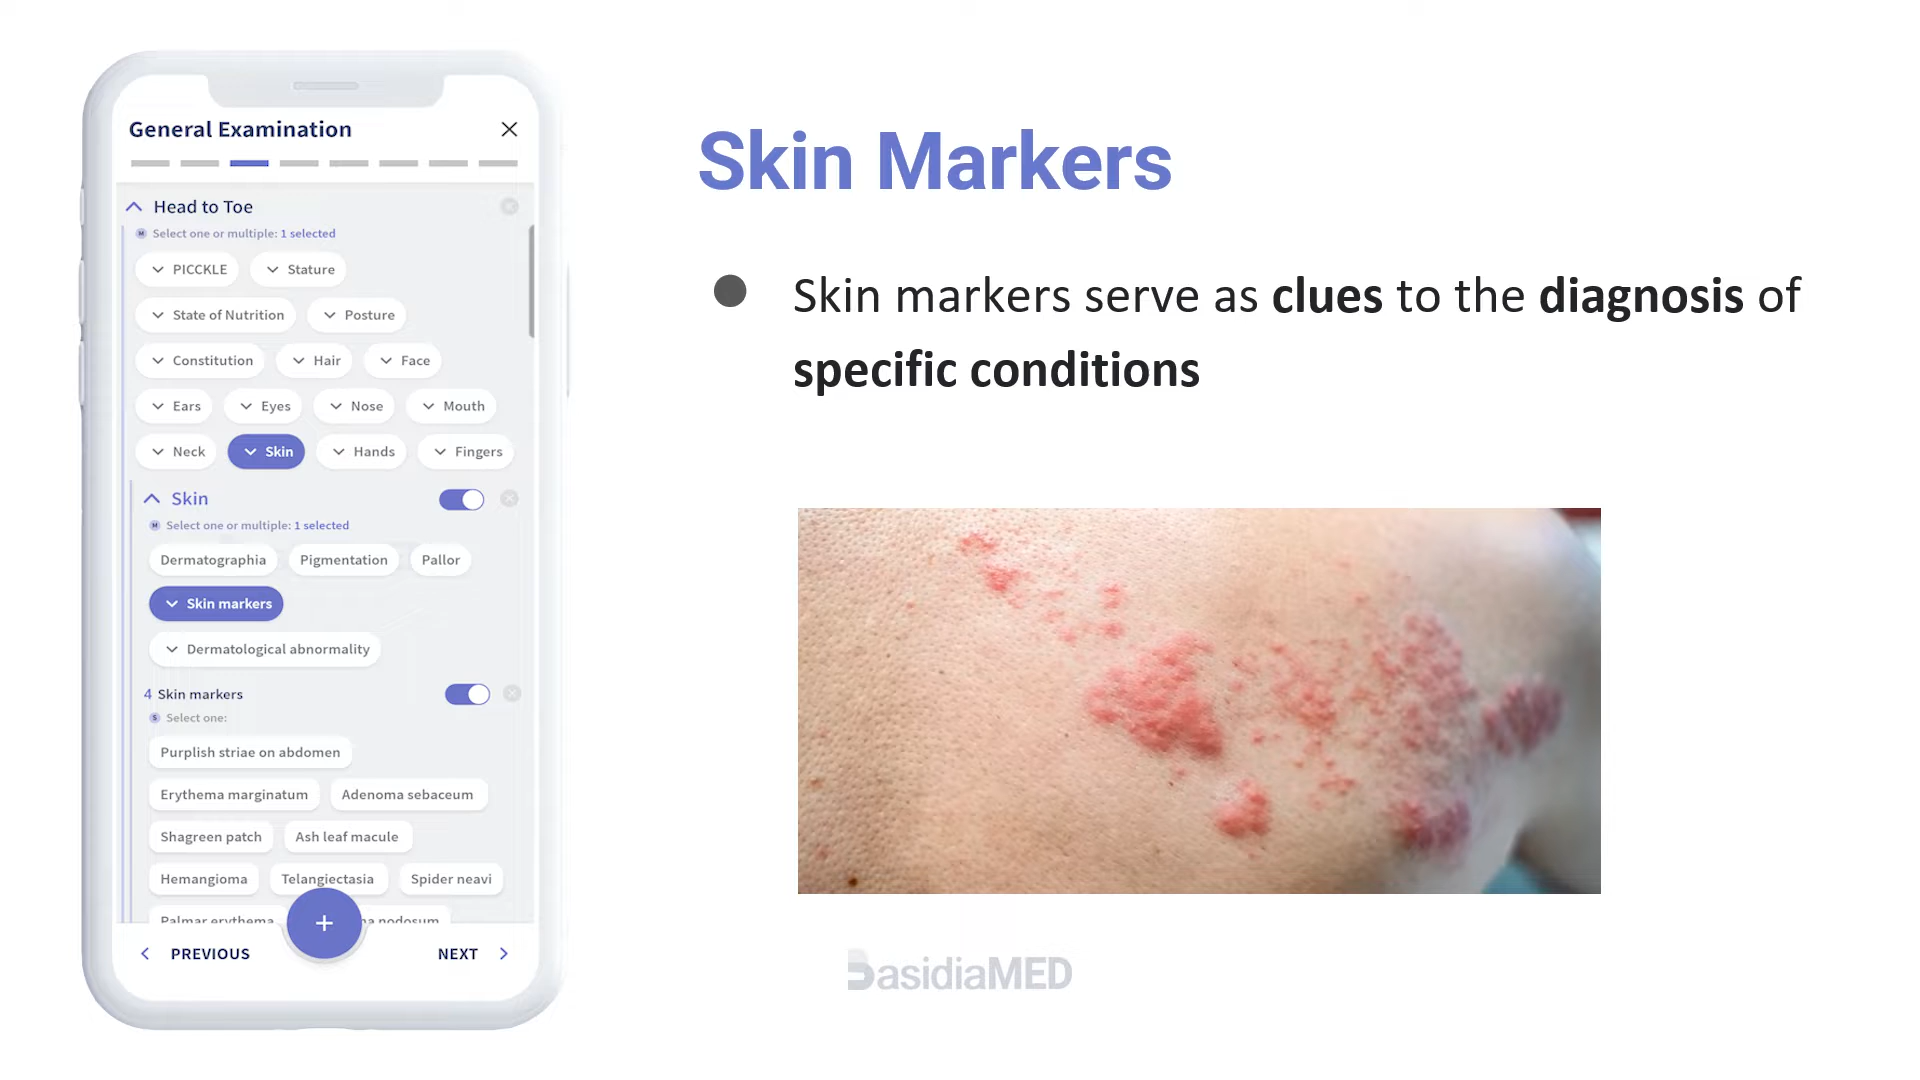 General Examination
Head to Toe
M Select one or multiple: 1 selected
PICCKLE Stature
State of Nutrition Posture
Constitution Hair Face
Ears Eyes Nose Mouth
Neck Skin Hands Fingers
Skin
M Select one or multiple: 1 selected
Dermatographia Pigmentation Pallor
Skin markers
Dermatological abnormality
4 Skin markers
S Select one:
Purplish striae on abdomen
Erythema marginatum Adenoma sebaceum
Shagreen patch Ash leaf macule
Hemangioma Telangiectasia Spider neavi
Palmar erythema nodosum
PREVIOUS + NEXT
Skin Markers
● Skin markers serve as clues to the diagnosis of
specific conditions
BasidiaMED